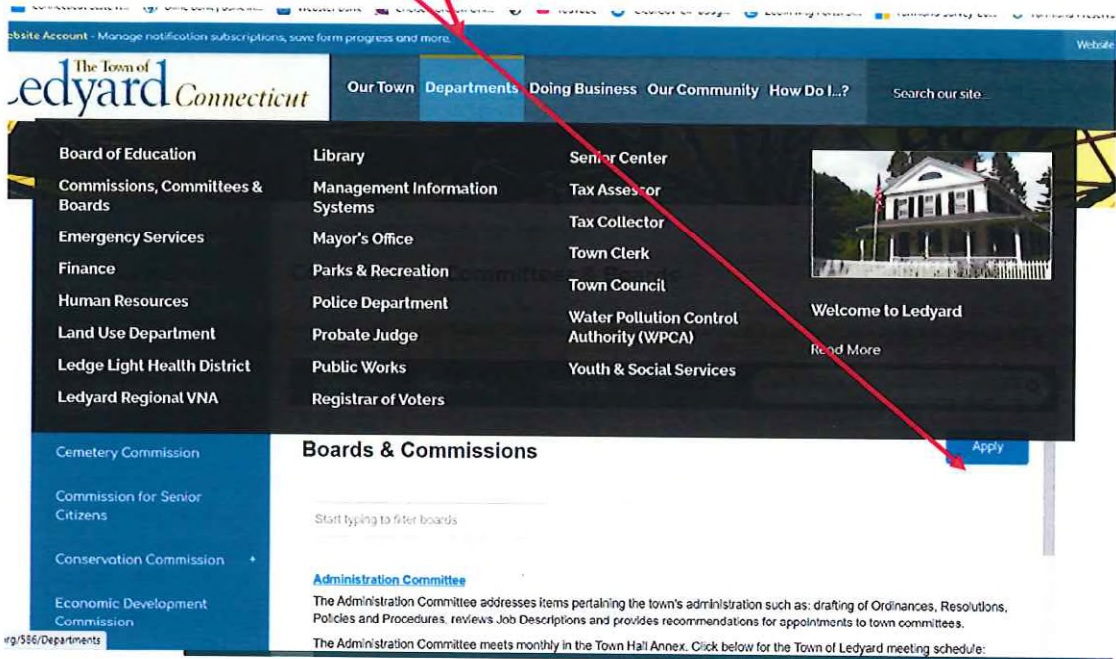 ebsite Account - Manage notification subscriptions, save form progress and more.
Website
The Town of
Ledyard Connecticut
Our Town Departments Doing Business Our Community How Do I...?
Search our site...
Board of Education
Commissions, Committees &
Boards
Emergency Services
Finance
Human Resources
Land Use Department
Ledge Light Health District
Ledyard Regional VNA
Library
Management Information
Systems
Mayor's Office
Parks & Recreation
Police Department
Probate Judge
Public Works
Registrar of Voters
Senior Center
Tax Assessor
Tax Collector
Town Clerk
Town Council
Water Pollution Control
Authority (WPCA)
Youth & Social Services
Welcome to Ledyard
Read More
Cemetery Commission
Commission for Senior
Citizens
Conservation Commission +
Economic Development
Commission
org/586/Departments
Boards & Commissions
Apply
Start typing to filter boards
Administration Committee
The Administration Committee addresses items pertaining the town's administration such as: drafting of Ordinances, Resolutions,
Policies and Procedures, reviews Job Descriptions and provides recommendations for appointments to town committees.
The Administration Committee meets monthly in the Town Hall Annex. Click below for the Town of Ledyard meeting schedule: